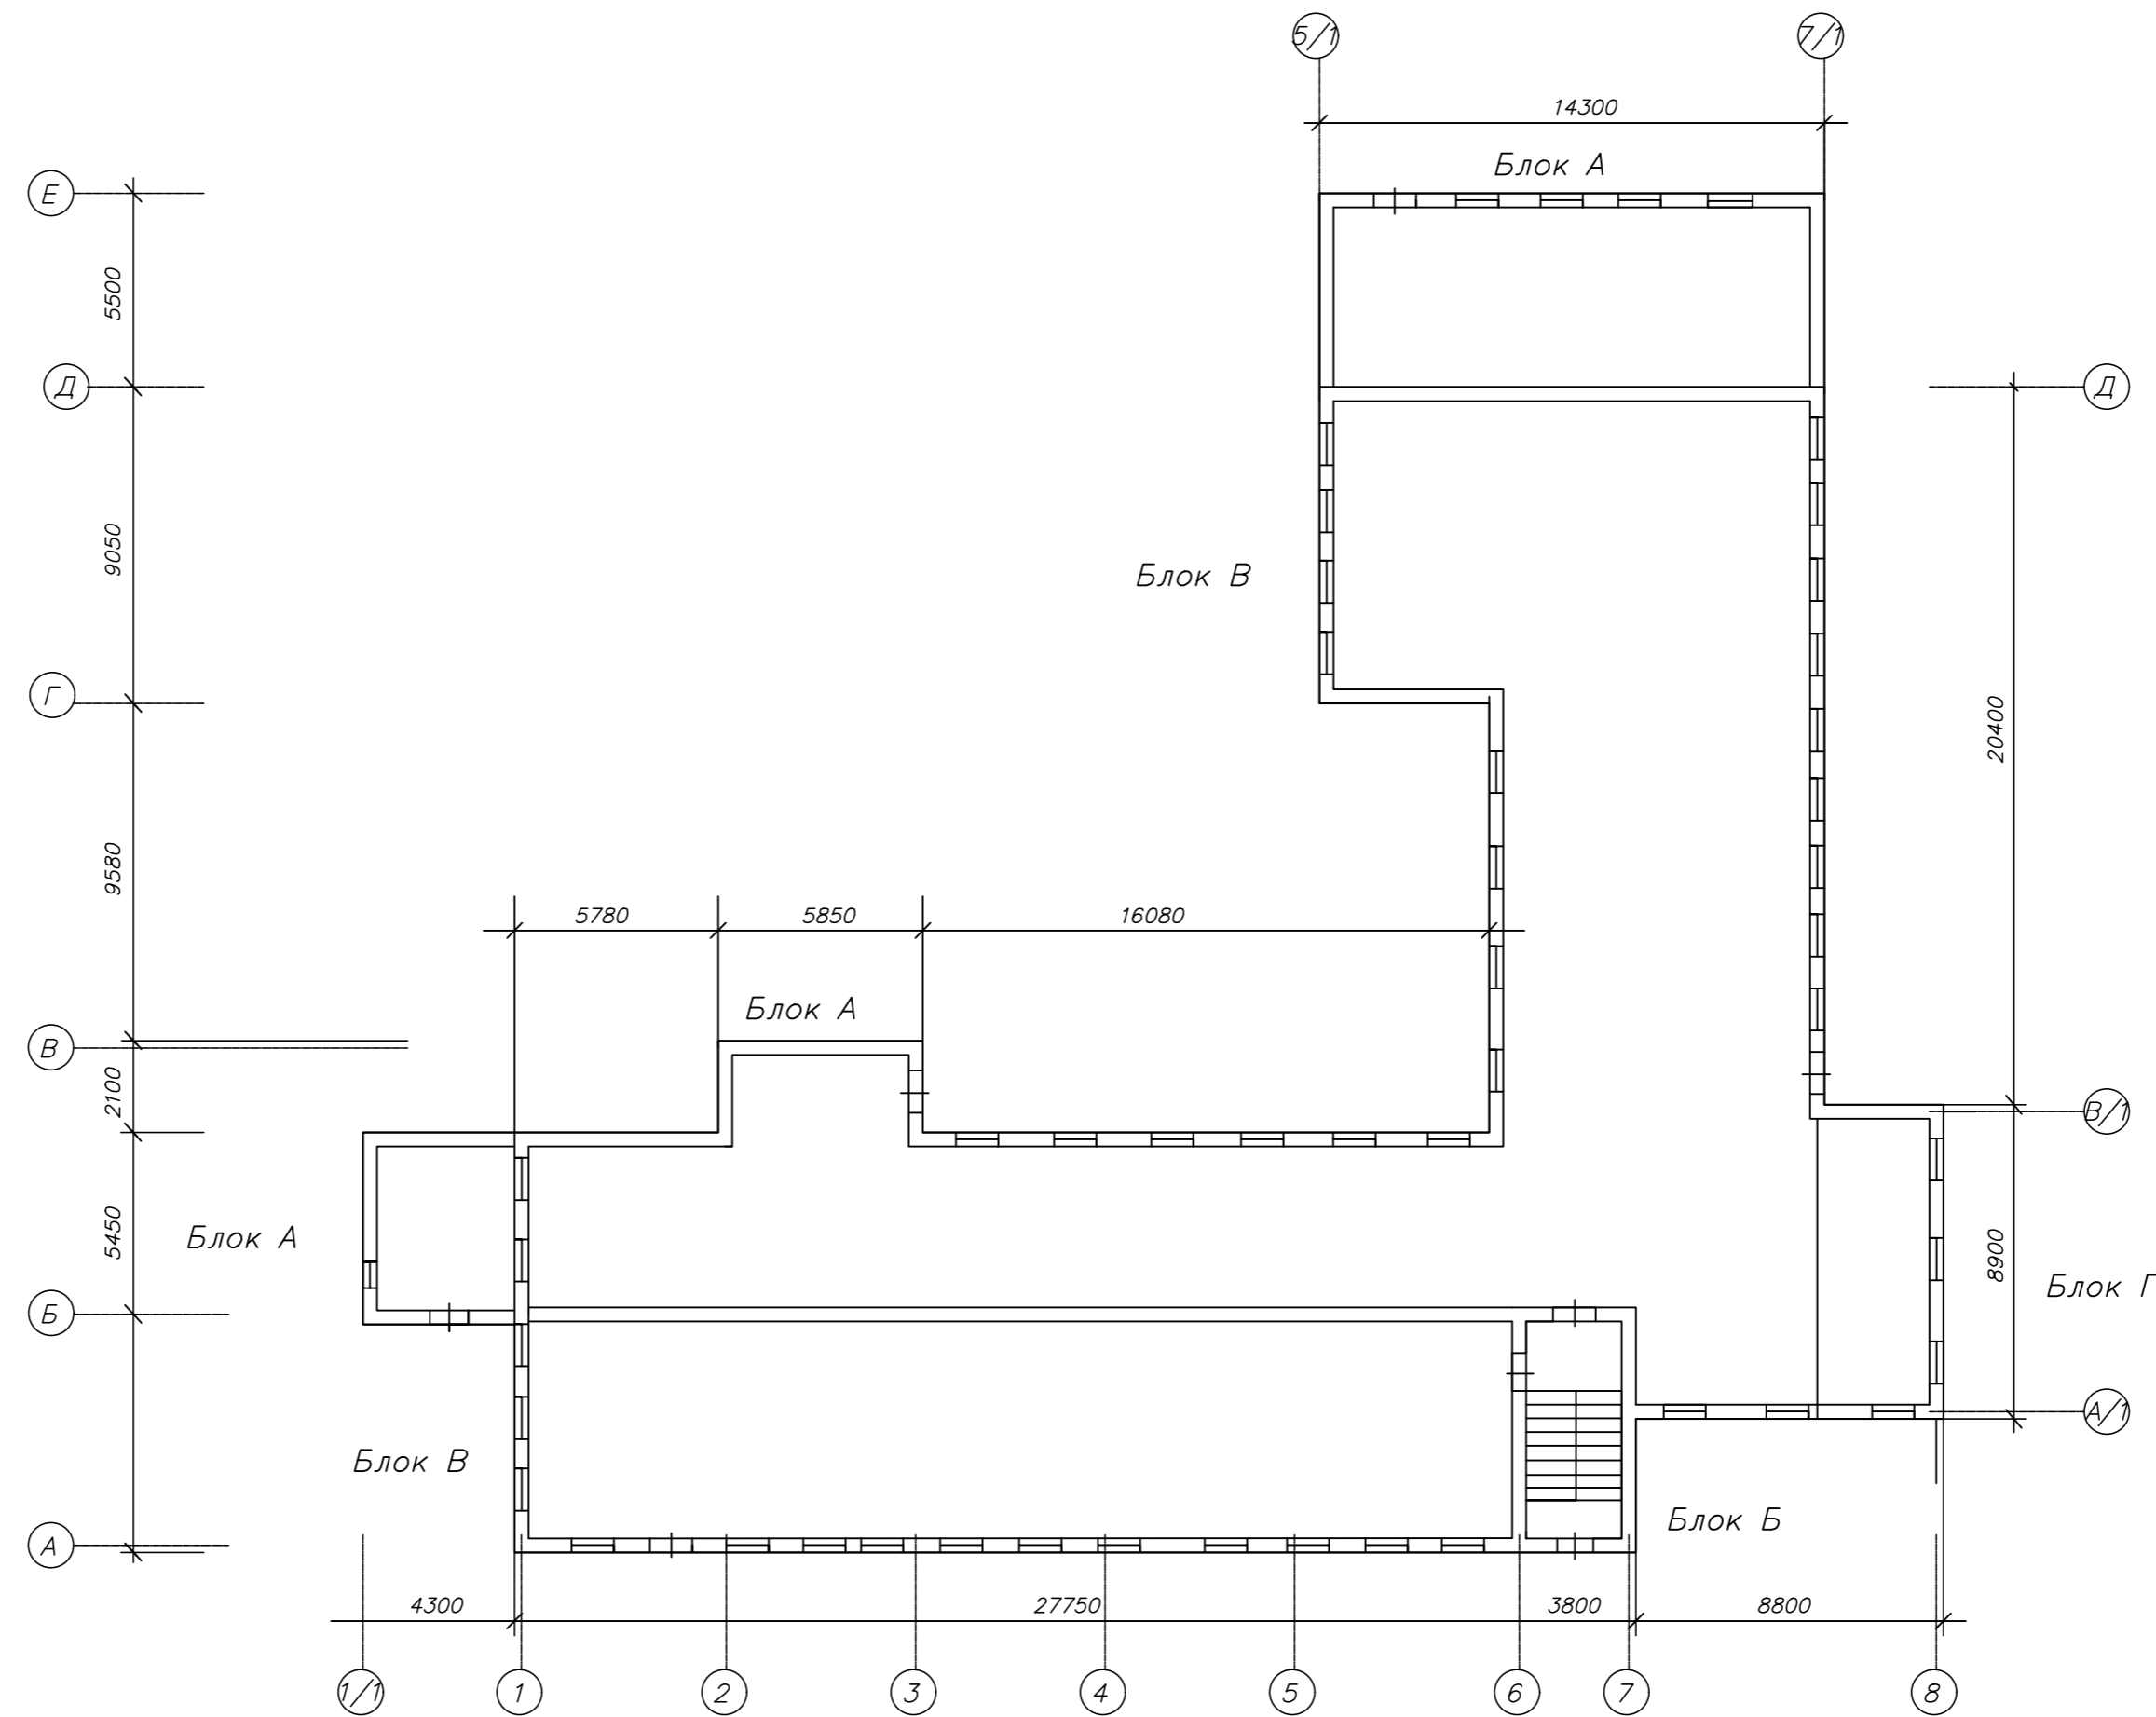 5/1 7/1
14300
Блок А
Е
5500
Д Д
9050
Блок В
Г
20400
9580
5780 5850 16080
Блок А
В
2100
В/1
5450
Блок А
8900
Блок Г
Б
А/1
Блок В
Блок Б
А
4300 27750 3800 8800
1/1 1 2 3 4 5 6 7 8